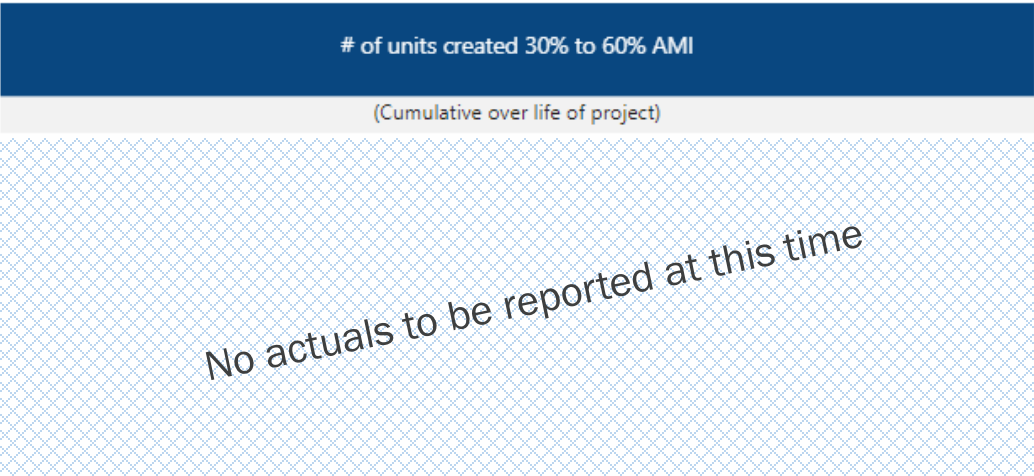 # of units created 30% to 60% AMI
(Cumulative over life of project)
No actuals to be reported at this time